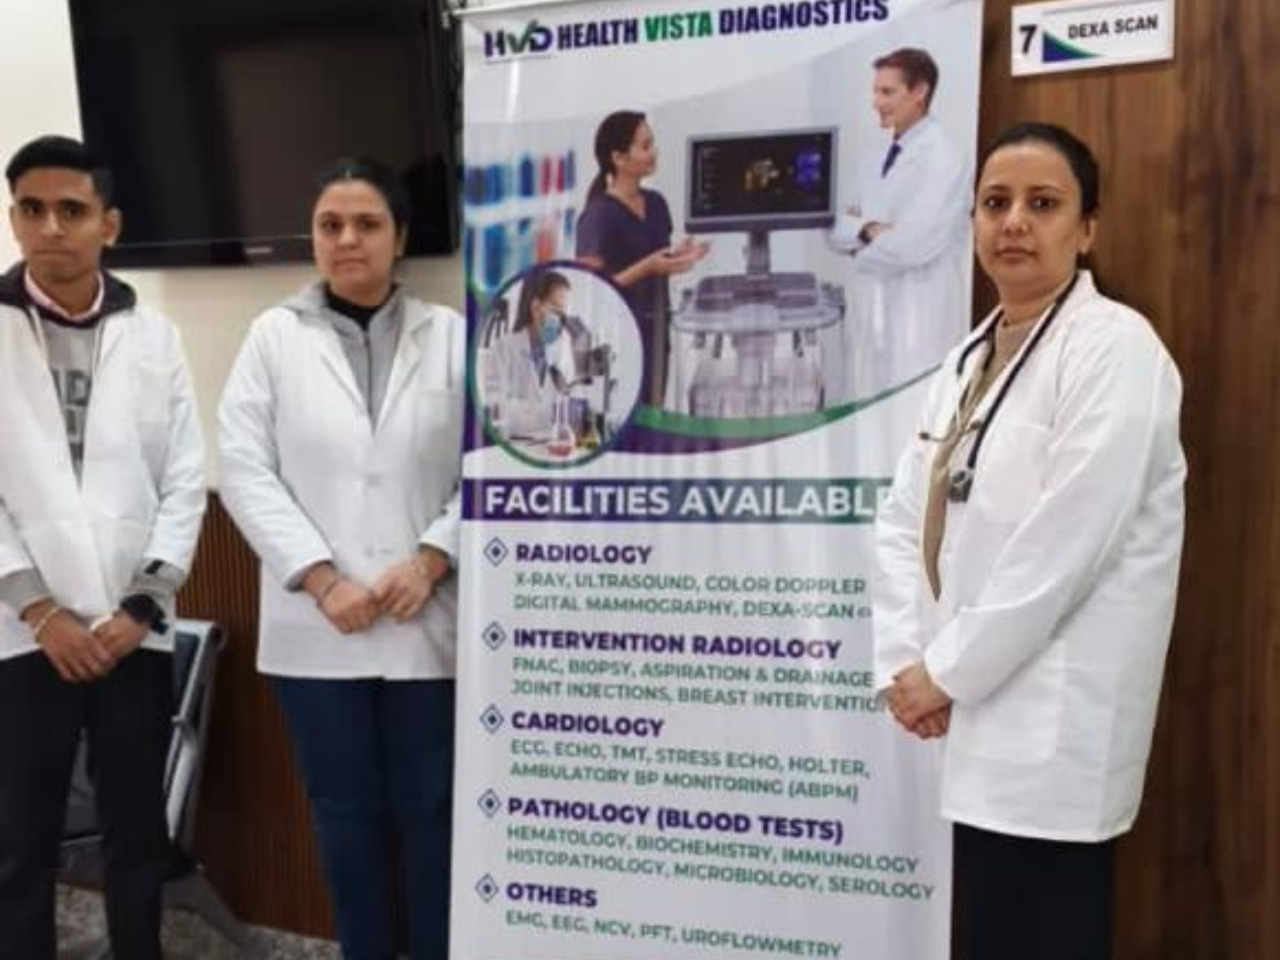 HVD HEALTH VISTA DIAGNOSTICS
7 DEXA SCAN
FACILITIES AVAILABLE
RADIOLOGY
X-RAY, ULTRASOUND, COLOR DOPPLER
DIGITAL MAMMOGRAPHY, DEXA-SCAN
INTERVENTION RADIOLOGY
FNAC, BIOPSY, ASPIRATION & DRAINAGE
JOINT INJECTIONS, BREAST INTERVENTIO
CARDIOLOGY
ECG, ECHO, TMT, STRESS ECHO, HOLTER,
AMBULATORY BP MONITORING (ABPM)
PATHOLOGY (BLOOD TESTS)
HEMATOLOGY, BIOCHEMISTRY, IMMUNOLOGY
HISTOPATHOLOGY, MICROBIOLOGY, SEROLOGY
OTHERS
EMG, EEG, NCV, PFT, UROFLOWMETRY